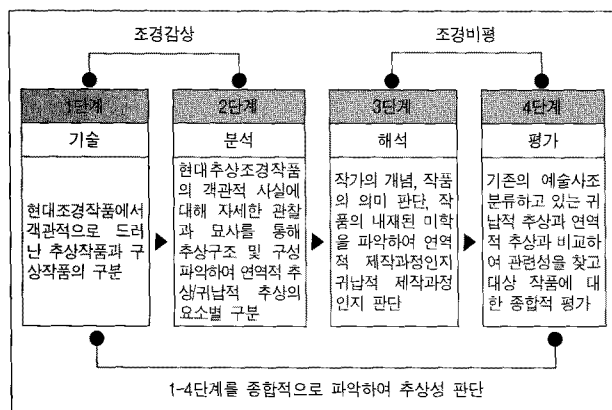 조경감상
조경비평
1단계
기술
현대조경작품에서
객관적으로 드러
난 추상작품과 구
상작품의 구분
2단계
분석
현대추상조경작품
의 객관적 사실에
대해 자세한 관찰
과 묘사를 통해
추상구조 및 구성
파악하여 연역적 추
상/귀납적 추상의
요소별 구분
3단계
해석
작가의 개념, 작품
의 의미 판단, 작
품의 내재된 미학
을 파악하여 연역
적 제작과정인지
귀납적 제작과정
인지 판단
4단계
평가
기존의 예술사조
분류하고 있는 귀
납적 추상과 연역
적 추상과 비교하
여 관련성을 찾고
대상 작품에 대
한 종합적 평가
1-4단계를 종합적으로 파악하여 추상성 판단